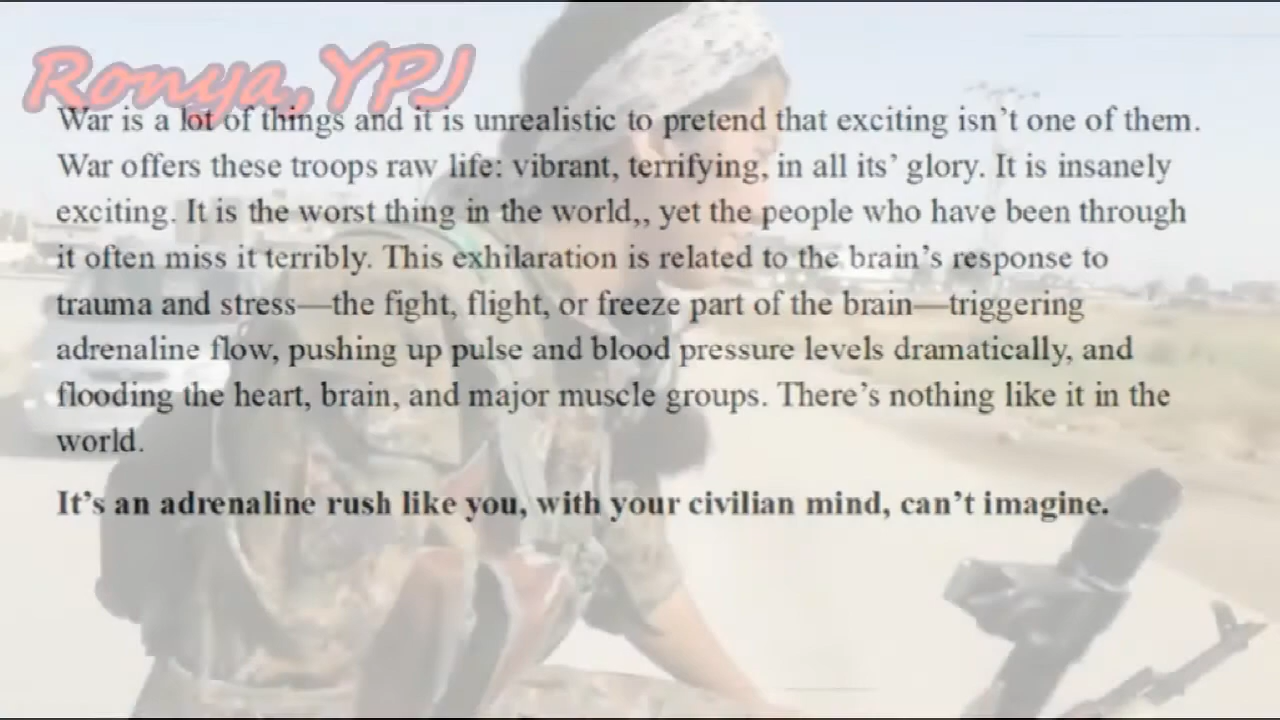 Ronya,YPJ
War is a lot of things and it is unrealistic to pretend that exciting isn’t one of them.
War offers these troops raw life: vibrant, terrifying, in all its’ glory. It is insanely
exciting. It is the worst thing in the world,, yet the people who have been through
it often miss it terribly. This exhilaration is related to the brain’s response to
trauma and stress—the fight, flight, or freeze part of the brain—triggering
adrenaline flow, pushing up pulse and blood pressure levels dramatically, and
flooding the heart, brain, and major muscle groups. There’s nothing like it in the
world.
It’s an adrenaline rush like you, with your civilian mind, can’t imagine.